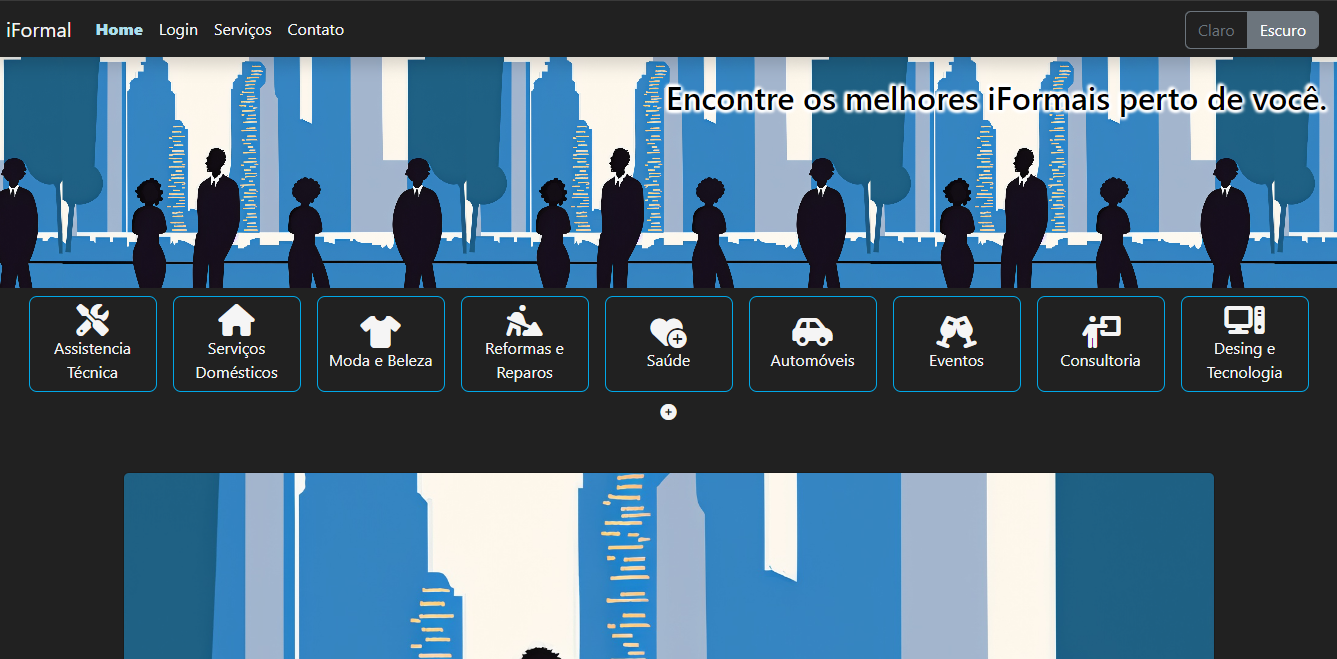 iFormal Home Login Serviços Contato Claro Escuro
Encontre os melhores iFormais perto de você.
Assistencia
Técnica
Serviços
Domésticos
Moda e Beleza
Reformas e
Reparos
Saúde
Automóveis
Eventos
Consultoria
Desing e
Tecnologia